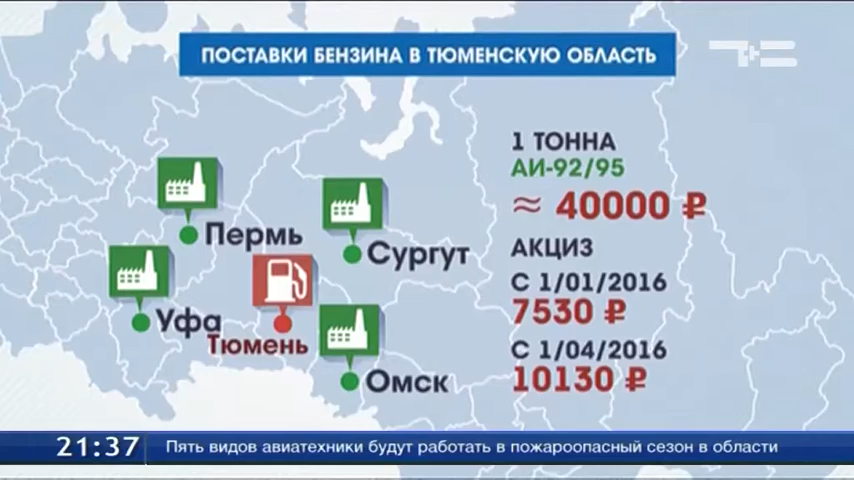 ПОСТАВКИ БЕНЗИНА В ТЮМЕНСКУЮ ОБЛАСТЬ
Т+В
1 ТОННА
АИ-92/95
≈ 40000 ₽
АКЦИЗ
С 1/01/2016
7530 ₽
С 1/04/2016
10130 ₽
Пермь
Сургут
Уфа
Тюмень
Омск
21:37 Пять видов авиатехники будут работать в пожароопасный сезон в области